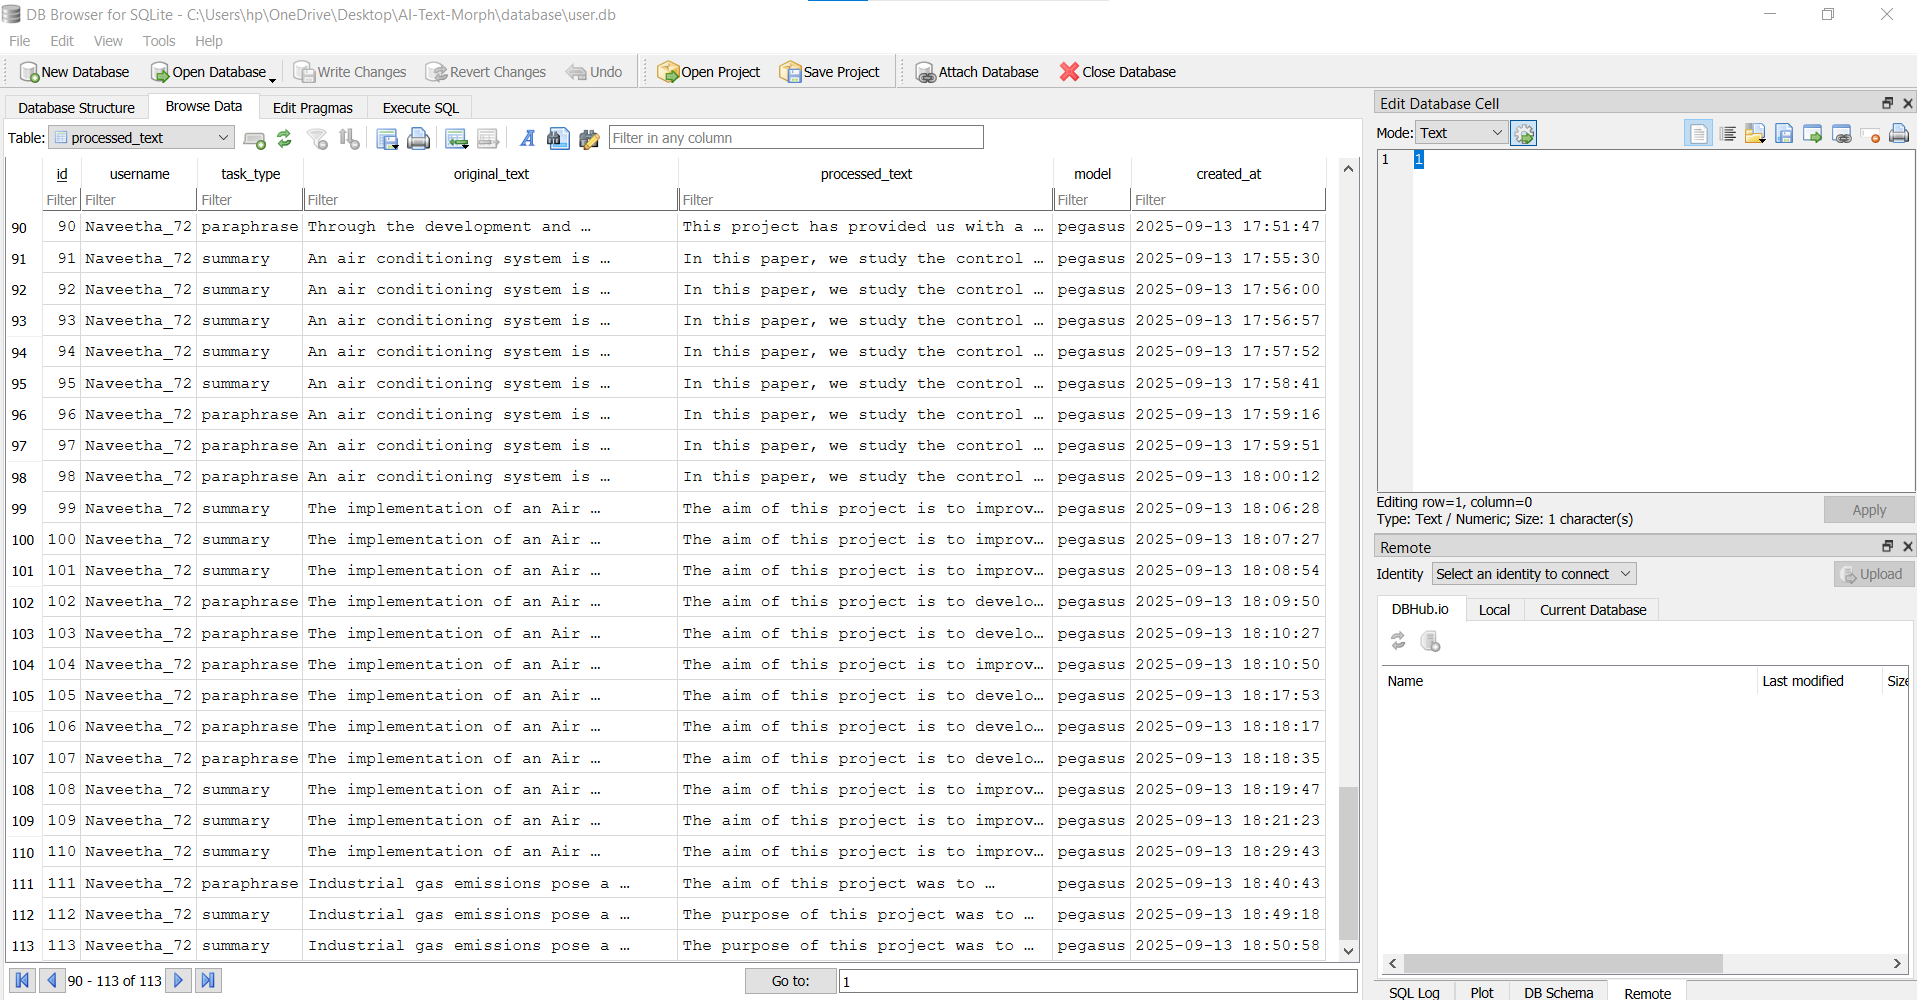 DB Browser for SQLite - C:\Users\hp\OneDrive\Desktop\AI-Text-Morph\database\user.db
File Edit View Tools Help
New Database Open Database Write Changes Revert Changes Undo Open Project Save Project Attach Database Close Database
Database Structure Browse Data Edit Pragmas Execute SQL
Table: processed_text Filter in any column
id username task_type original_text processed_text model created_at
Filter Filter Filter Filter Filter Filter Filter
90 90 Naveetha_72 paraphrase Through the development and … This project has provided us with a … pegasus 2025-09-13 17:51:47
91 91 Naveetha_72 summary An air conditioning system is … In this paper, we study the control … pegasus 2025-09-13 17:55:30
92 92 Naveetha_72 summary An air conditioning system is … In this paper, we study the control … pegasus 2025-09-13 17:56:00
93 93 Naveetha_72 summary An air conditioning system is … In this paper, we study the control … pegasus 2025-09-13 17:56:57
94 94 Naveetha_72 summary An air conditioning system is … In this paper, we study the control … pegasus 2025-09-13 17:57:52
95 95 Naveetha_72 summary An air conditioning system is … In this paper, we study the control … pegasus 2025-09-13 17:58:41
96 96 Naveetha_72 paraphrase An air conditioning system is … In this paper, we study the control … pegasus 2025-09-13 17:59:16
97 97 Naveetha_72 paraphrase An air conditioning system is … In this paper, we study the control … pegasus 2025-09-13 17:59:51
98 98 Naveetha_72 paraphrase An air conditioning system is … In this paper, we study the control … pegasus 2025-09-13 18:00:12
99 99 Naveetha_72 summary The implementation of an Air … The aim of this project is to improv… pegasus 2025-09-13 18:06:28
100 100 Naveetha_72 summary The implementation of an Air … The aim of this project is to improv… pegasus 2025-09-13 18:07:27
101 101 Naveetha_72 summary The implementation of an Air … The aim of this project is to improv… pegasus 2025-09-13 18:08:54
102 102 Naveetha_72 paraphrase The implementation of an Air … The aim of this project is to develo… pegasus 2025-09-13 18:09:50
103 103 Naveetha_72 paraphrase The implementation of an Air … The aim of this project is to develo… pegasus 2025-09-13 18:10:27
104 104 Naveetha_72 paraphrase The implementation of an Air … The aim of this project is to improv… pegasus 2025-09-13 18:10:50
105 105 Naveetha_72 paraphrase The implementation of an Air … The aim of this project is to develo… pegasus 2025-09-13 18:17:53
106 106 Naveetha_72 paraphrase The implementation of an Air … The aim of this project is to develo… pegasus 2025-09-13 18:18:17
107 107 Naveetha_72 paraphrase The implementation of an Air … The aim of this project is to develo… pegasus 2025-09-13 18:18:35
108 108 Naveetha_72 summary The implementation of an Air … The aim of this project is to improv… pegasus 2025-09-13 18:19:47
109 109 Naveetha_72 summary The implementation of an Air … The aim of this project is to improv… pegasus 2025-09-13 18:21:23
110 110 Naveetha_72 summary The implementation of an Air … The aim of this project is to improv… pegasus 2025-09-13 18:29:43
111 111 Naveetha_72 paraphrase Industrial gas emissions pose a … The aim of this project was to … pegasus 2025-09-13 18:40:43
112 112 Naveetha_72 summary Industrial gas emissions pose a … The purpose of this project was to … pegasus 2025-09-13 18:49:18
113 113 Naveetha_72 summary Industrial gas emissions pose a … The purpose of this project was to … pegasus 2025-09-13 18:50:58
90 - 113 of 113 Go to: 1
Edit Database Cell
Mode: Text
1 1
Editing row=1, column=0
Type: Text / Numeric; Size: 1 character(s)
Apply
Remote
Identity Select an identity to connect Upload
DBHub.io Local Current Database
Name Last modified Size
SQL Log Plot DB Schema Remote